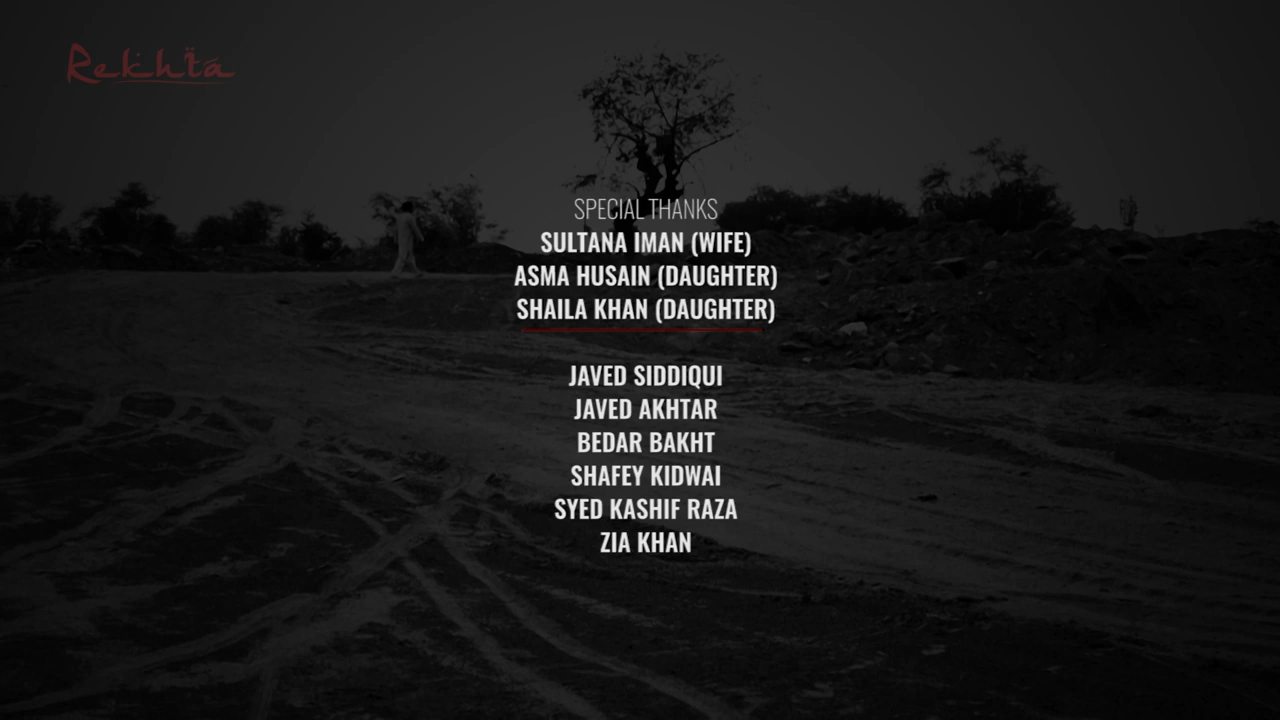 Rekhta
SPECIAL THANKS
SULTANA IMAN (WIFE)
ASMA HUSAIN (DAUGHTER)
SHAILA KHAN (DAUGHTER)
JAVED SIDDIQUI
JAVED AKHTAR
BEDAR BAKHT
SHAFEY KIDWAI
SYED KASHIF RAZA
ZIA KHAN